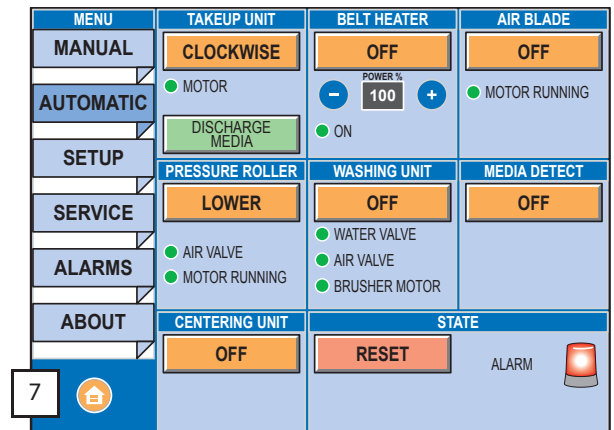 MENU
MANUAL
AUTOMATIC
SETUP
SERVICE
ALARMS
ABOUT
7
TAKEUP UNIT
CLOCKWISE
MOTOR
DISCHARGE
MEDIA
BELT HEATER
OFF
POWER %
- 100 +
ON
AIR BLADE
OFF
MOTOR RUNNING
PRESSURE ROLLER
LOWER
AIR VALVE
MOTOR RUNNING
WASHING UNIT
OFF
WATER VALVE
AIR VALVE
BRUSHER MOTOR
MEDIA DETECT
OFF
CENTERING UNIT
OFF
STATE
RESET
ALARM